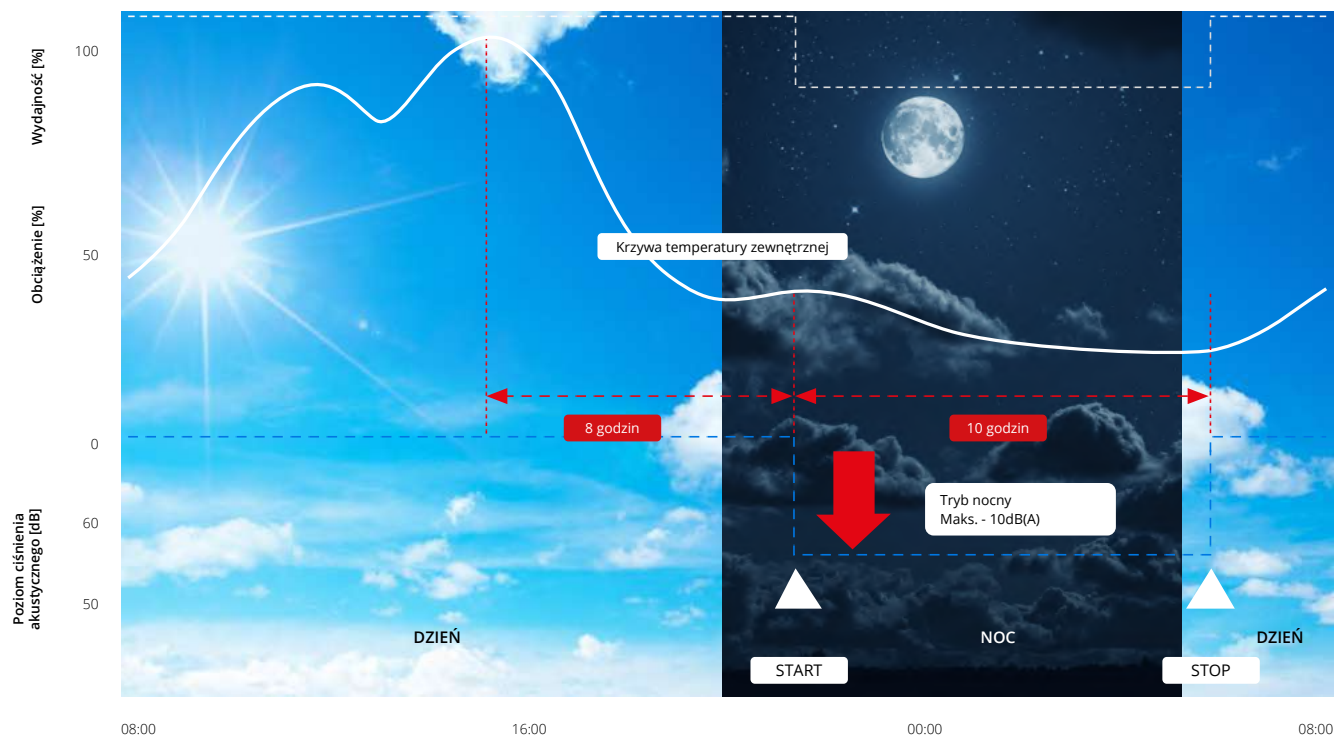 Wydajność [%]
100
Obciążenie [%]
50
Krzywa temperatury zewnętrznej
8 godzin
10 godzin
0
Tryb nocny
Maks. - 10dB(A)
Poziom ciśnienia
akustycznego [dB]
60
50
DZIEŃ
NOC
DZIEŃ
START
STOP
08:00
16:00
00:00
08:00